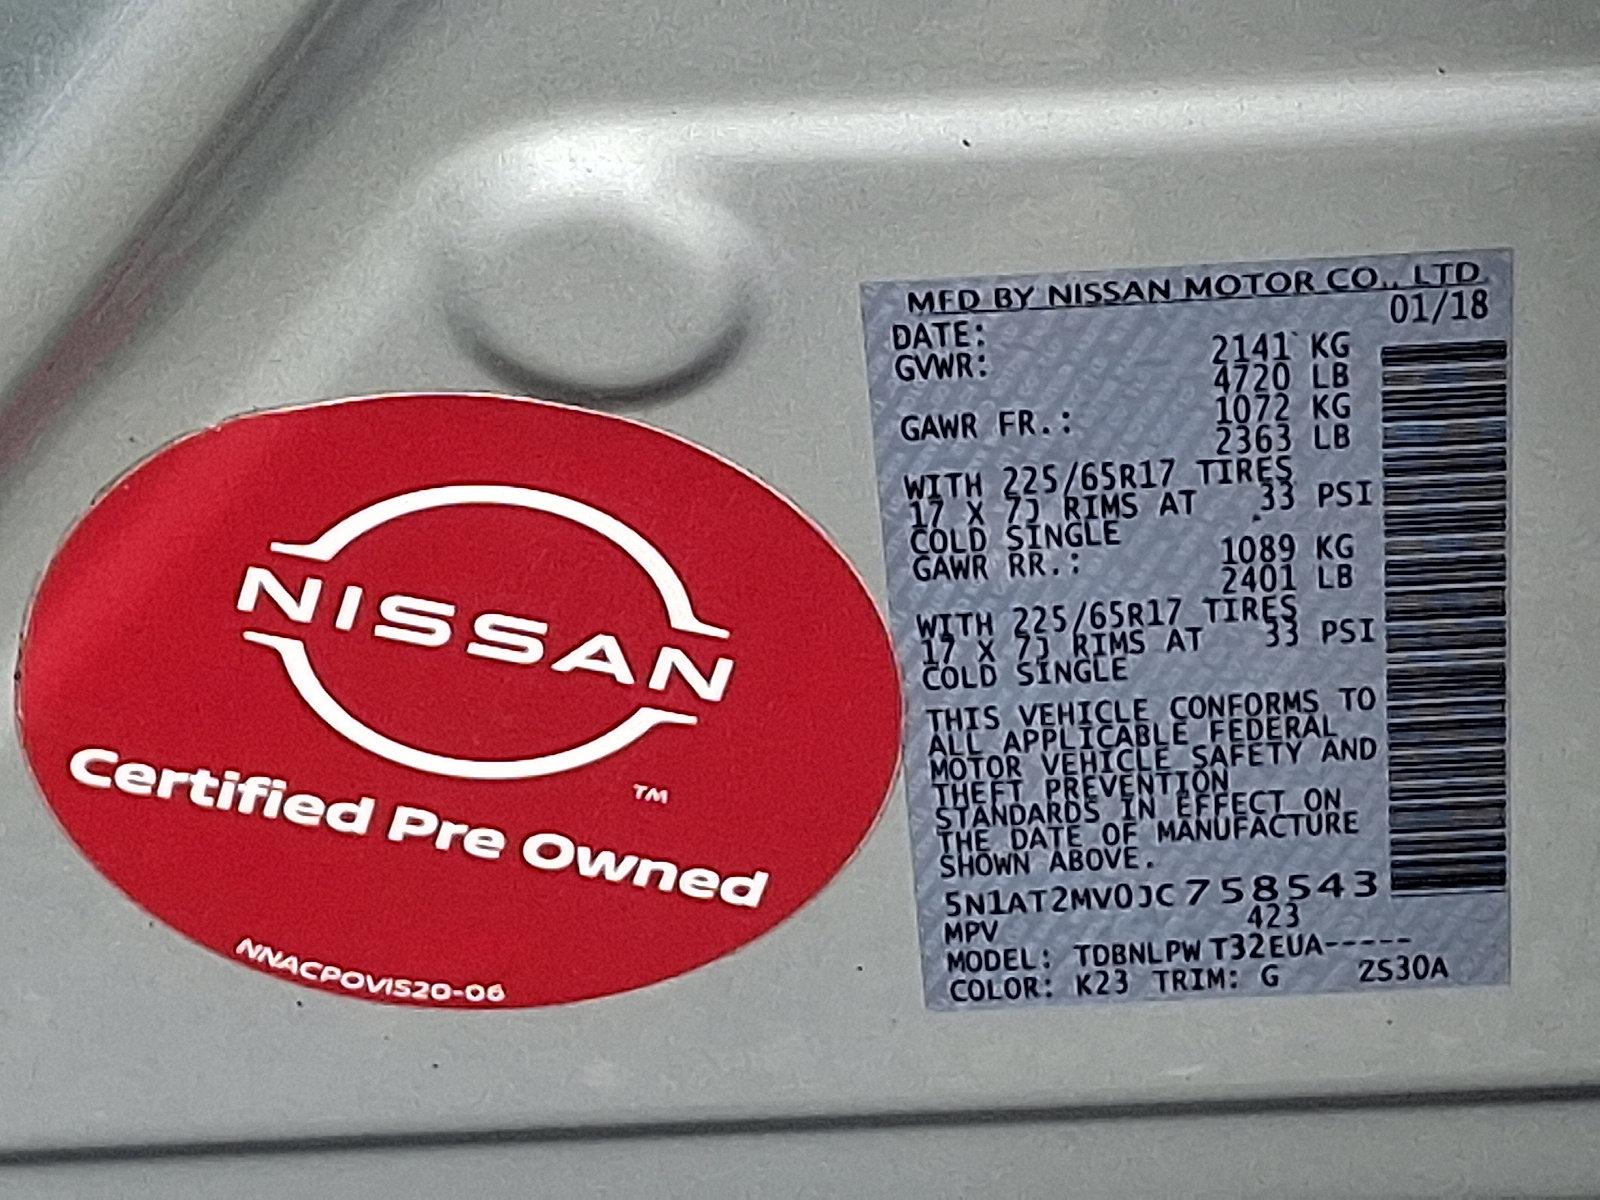 NISSAN
TM
Certified Pre Owned
NNACPOVIS20-06
MFD BY NISSAN MOTOR CO., LTD.
DATE: 01/18
GVWR: 2141 KG
4720 LB
GAWR FR.: 1072 KG
2363 LB
WITH 225/65R17 TIRES
17 X 7J RIMS AT 33 PSI
COLD SINGLE
GAWR RR.: 1089 KG
2401 LB
WITH 225/65R17 TIRES
17 X 7J RIMS AT 33 PSI
COLD SINGLE
THIS VEHICLE CONFORMS TO
ALL APPLICABLE FEDERAL
MOTOR VEHICLE SAFETY AND
THEFT PREVENTION
STANDARDS IN EFFECT ON
THE DATE OF MANUFACTURE
SHOWN ABOVE.
5N1AT2MV0JC758543
MPV 423
MODEL: TDBNLPW T32EUA-----
COLOR: K23 TRIM: G ZS30A